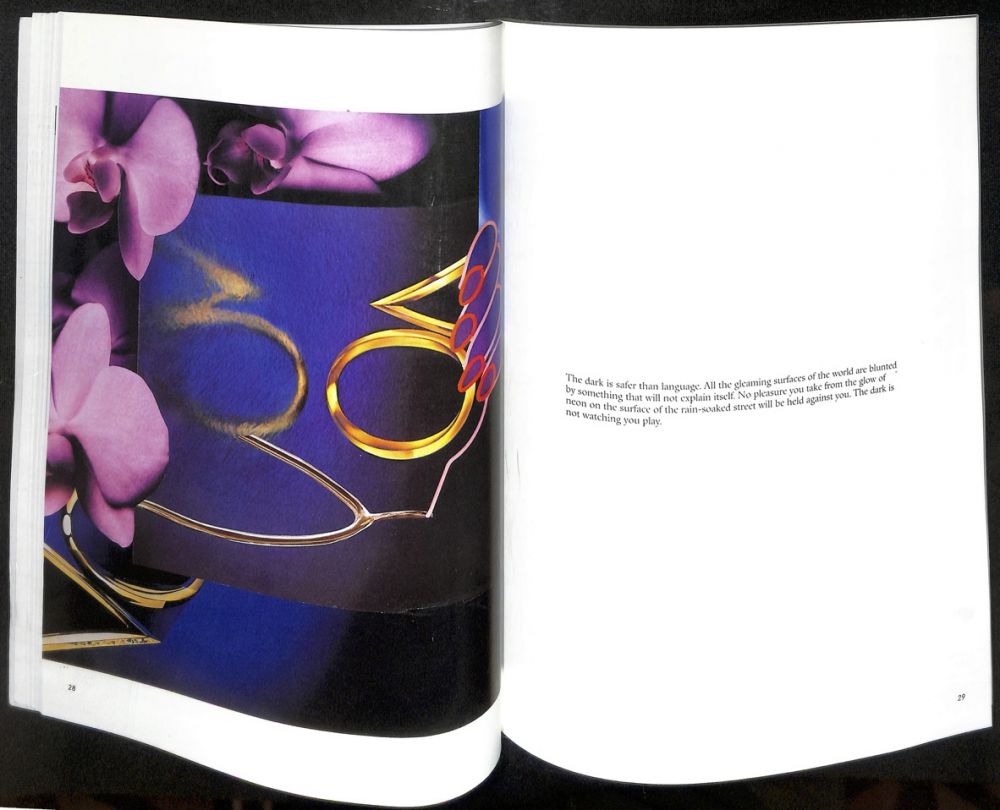 28
The dark is safer than language. All the gleaming surfaces of the world are blunted
by something that will not explain itself. No pleasure you take from the glow of
neon on the surface of the rain-soaked street will be held against you. The dark is
not watching you play.
29